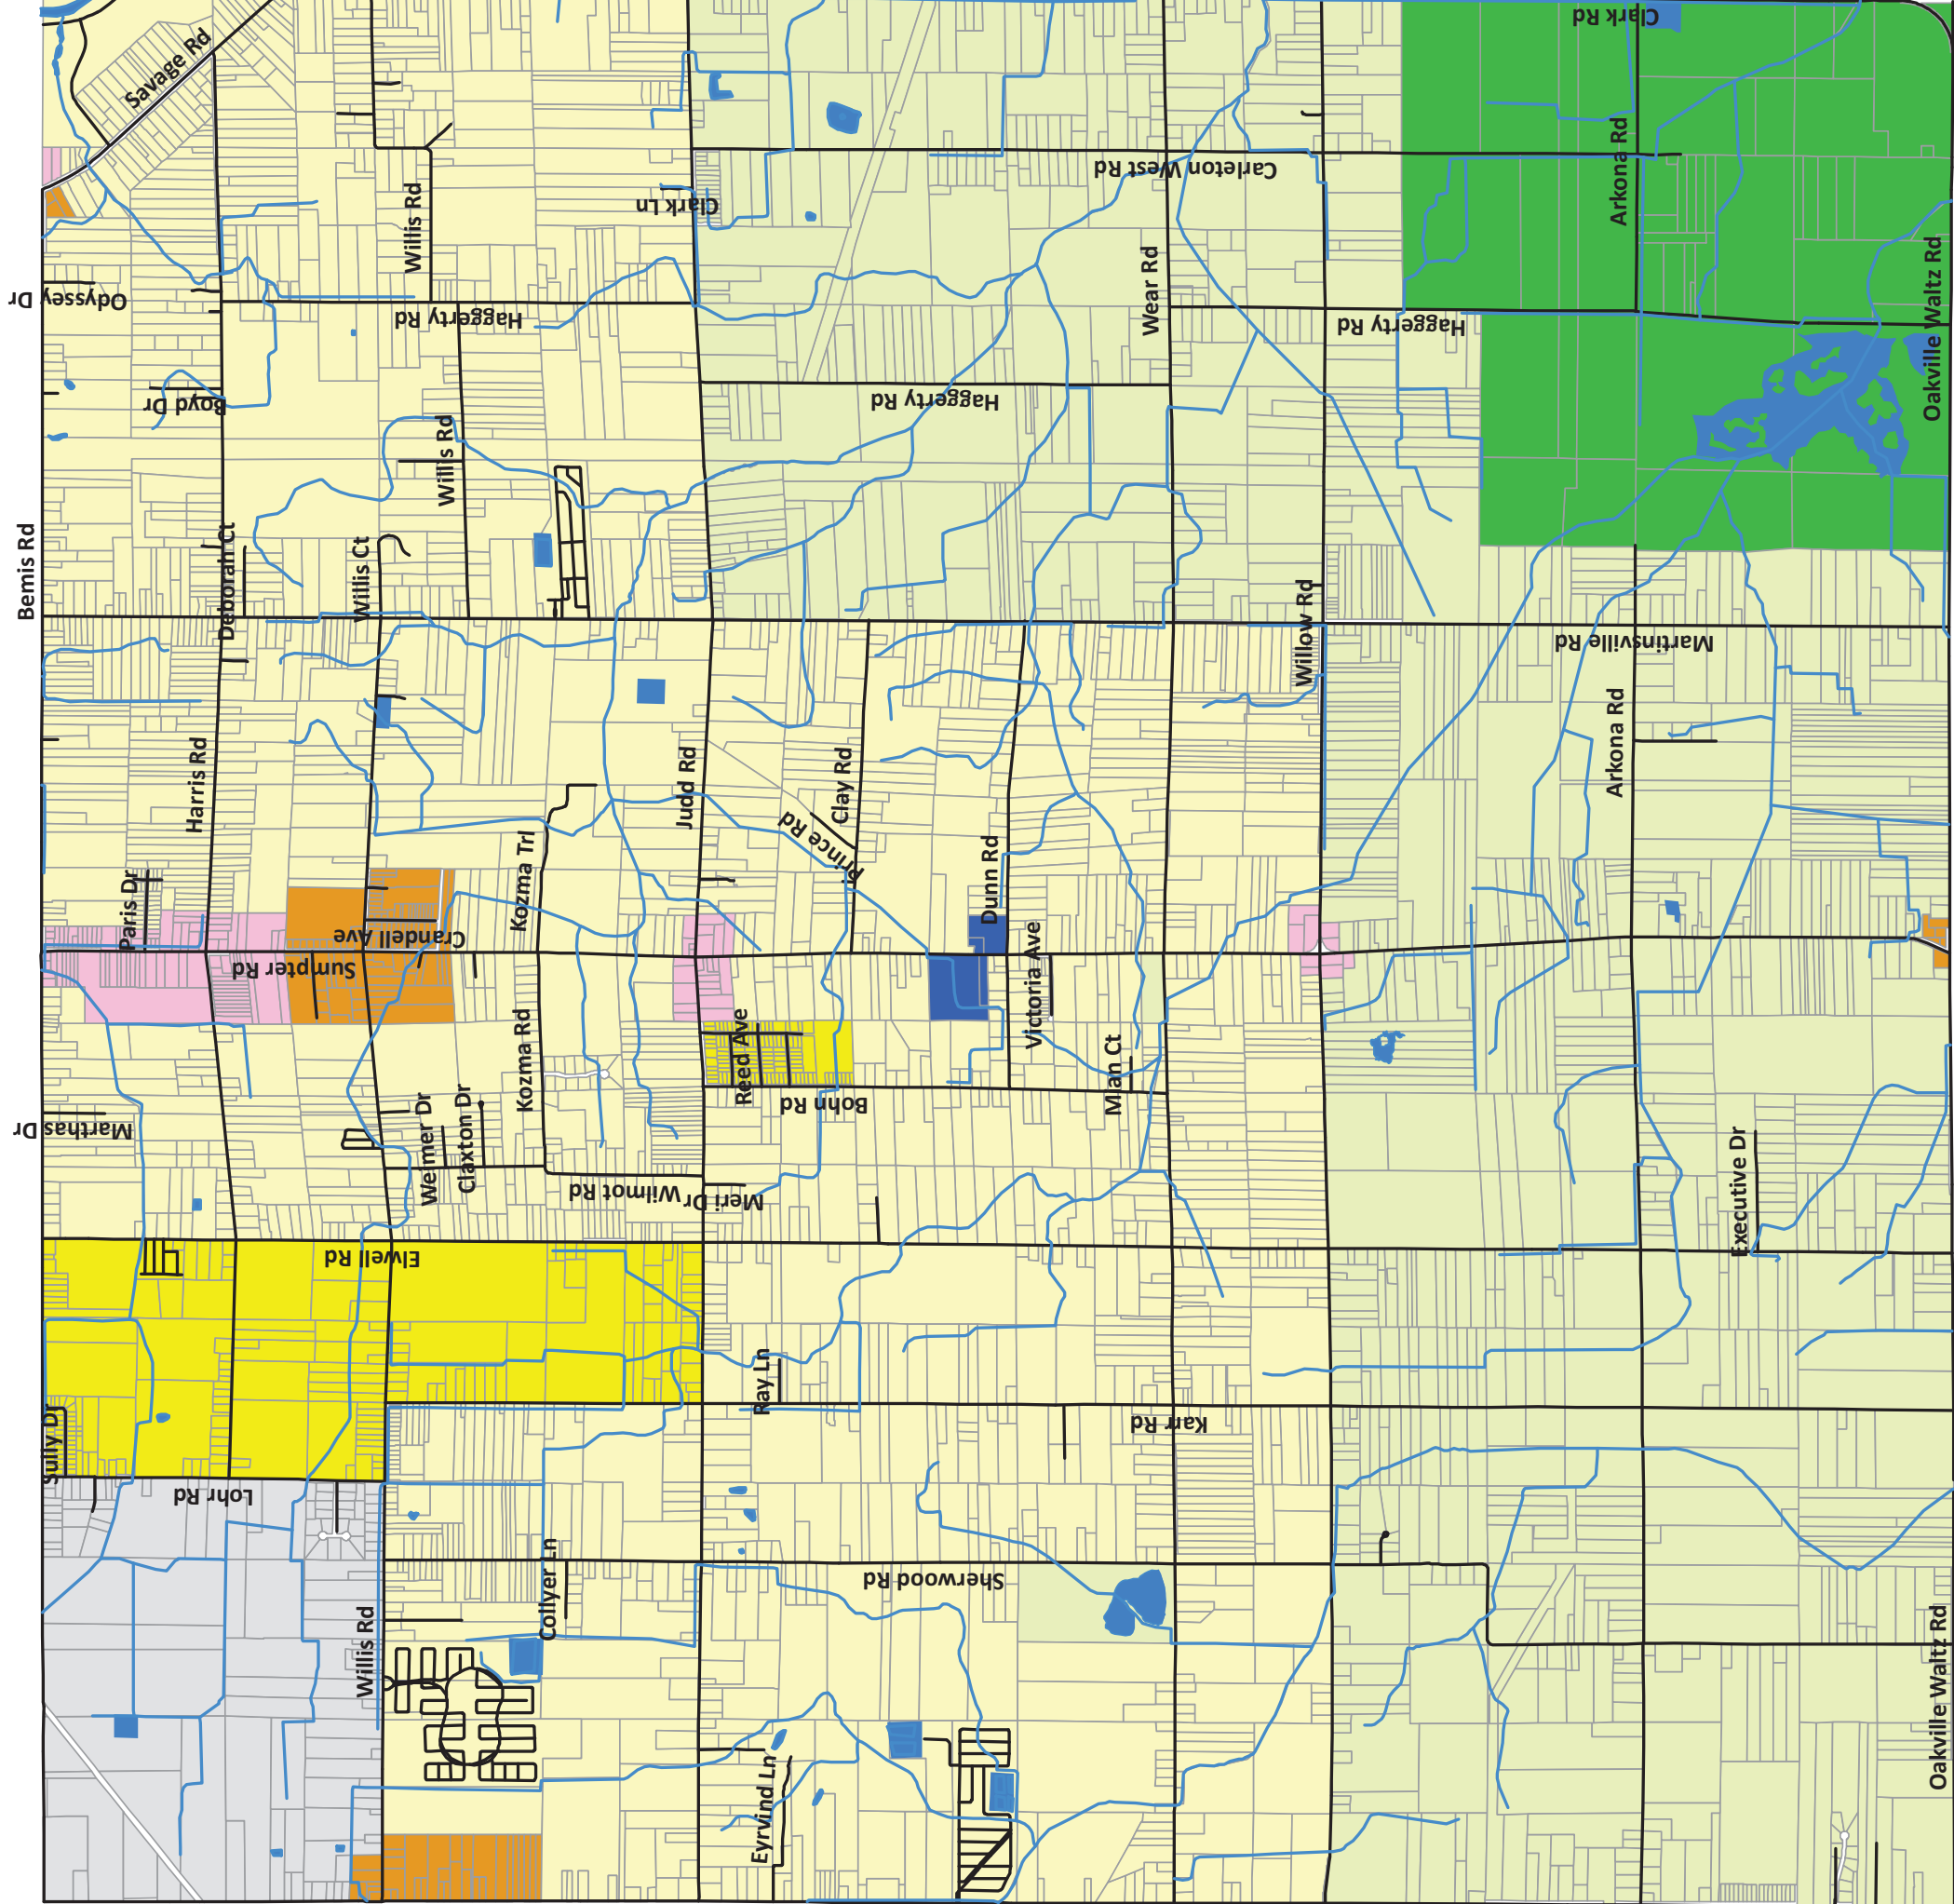 Clark Rd
Savage Rd
Arkona Rd
Carleton West Rd
Clark Ln
Willis Rd
Odyssey Dr
Wear Rd
Oakville Waltz Rd
Haggerty Rd
Haggerty Rd
Boyd Dr
Haggerty Rd
Willis Rd
Bemis Rd
Deborah Ct
Willis Ct
Willow Rd
Martinsville Rd
Arkona Rd
Harris Rd
Judd Rd
Clay Rd
Prince Rd
Kozma Trl
Dunn Rd
Paris Dr
Crandell Ave
Sumpter Rd
Victoria Ave
Reed Ave
Kozma Rd
Man Ct
Bohn Rd
Marthas Dr
Weimer Dr
Claxton Dr
Executive Dr
Wilmot Rd
Meri Dr
Elwell Rd
Ray Ln
Karr Rd
Sully Dr
Lohr Rd
Collyer Ln
Sherwood Rd
Willis Rd
Oakville Waltz Rd
Eyrvind Ln